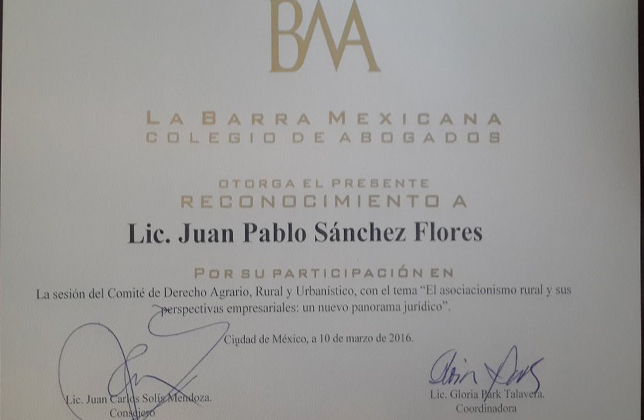 BMA
LA BARRA MEXICANA
COLEGIO DE ABOGADOS
OTORGA EL PRESENTE
RECONOCIMIENTO A
Lic. Juan Pablo Sánchez Flores
POR SU PARTICIPACIÓN EN
La sesión del Comité de Derecho Agrario, Rural y Urbanístico, con el tema “El asociacionismo rural y sus
perspectivas empresariales: un nuevo panorama jurídico”.
Ciudad de México, a 10 de marzo de 2016.
Lic. Juan Carlos Solís Mendoza.
Consejero
Lic. Gloria Park Talavera.
Coordinadora